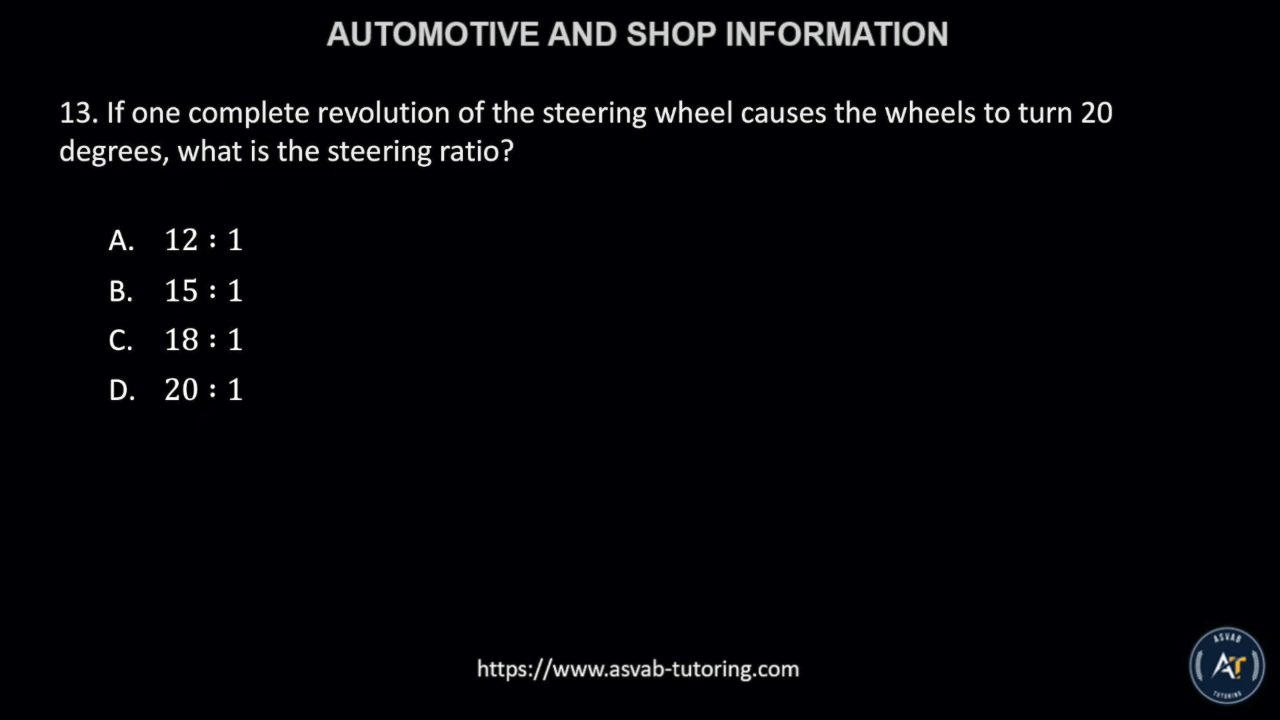 AUTOMOTIVE AND SHOP INFORMATION
13. If one complete revolution of the steering wheel causes the wheels to turn 20
degrees, what is the steering ratio?
A. 12 : 1
B. 15 : 1
C. 18 : 1
D. 20 : 1
https://www.asvab-tutoring.com
ASVAB
AT
TUTORING